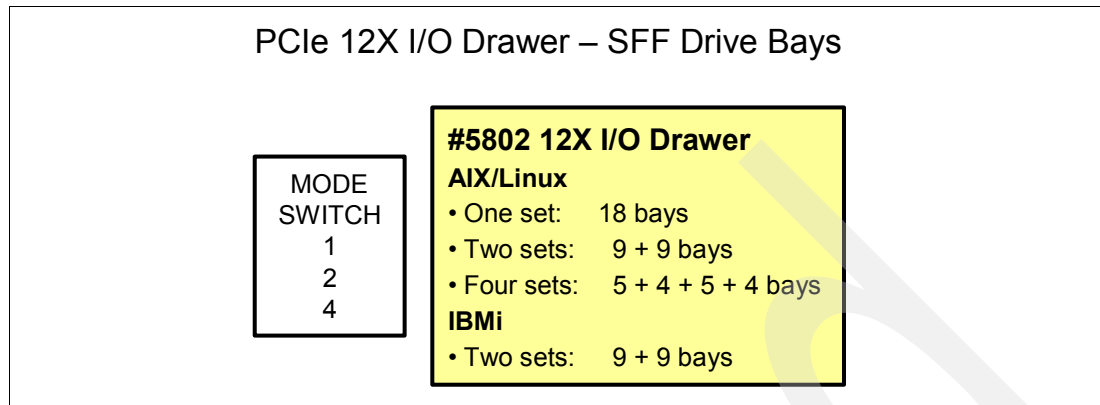 PCIe 12X I/O Drawer – SFF Drive Bays
MODE
SWITCH
1
2
4
#5802 12X I/O Drawer
AIX/Linux
• One set: 18 bays
• Two sets: 9 + 9 bays
• Four sets: 5 + 4 + 5 + 4 bays
IBMi
• Two sets: 9 + 9 bays